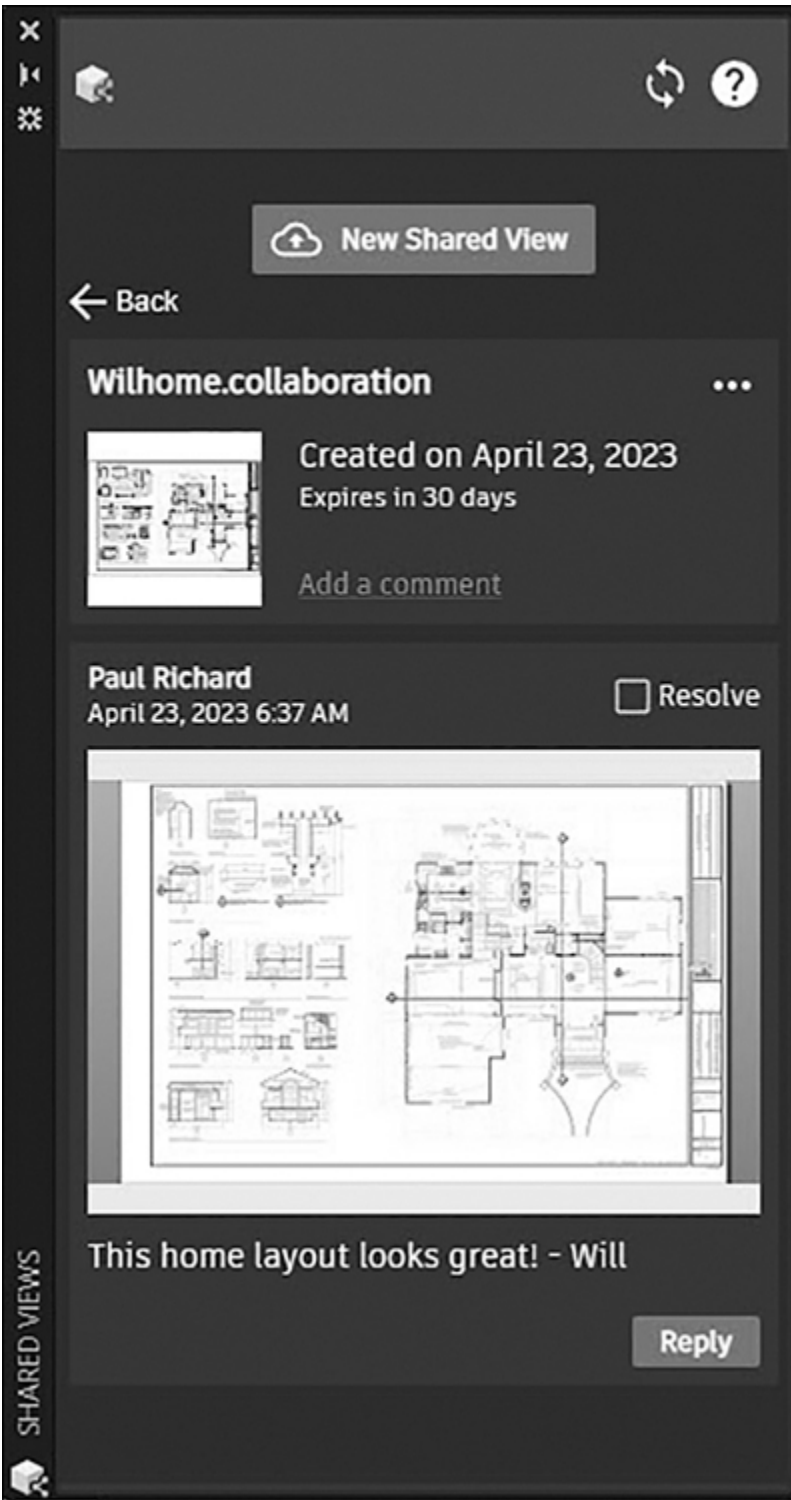 New Shared View
Back
Wilhome.collaboration
Created on April 23, 2023
Expires in 30 days
Add a comment
Paul Richard
April 23, 2023 6:37 AM
Resolve
This home layout looks great! - Will
Reply
SHARED VIEWS